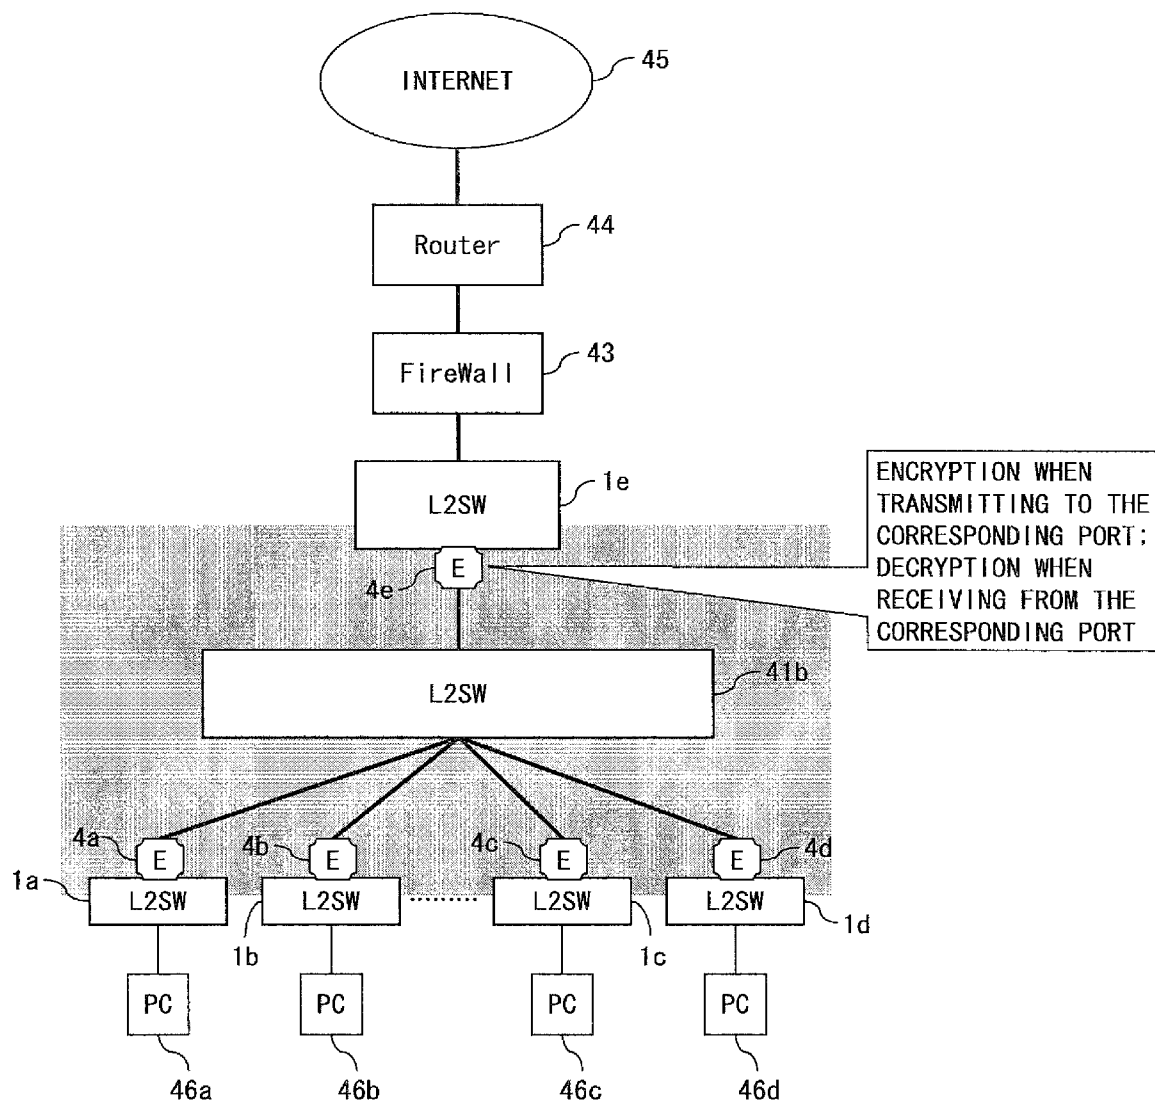 INTERNET
45
Router
44
FireWall
43
L2SW
1e
ENCRYPTION WHEN
TRANSMITTING TO THE
CORRESPONDING PORT;
DECRYPTION WHEN
RECEIVING FROM THE
CORRESPONDING PORT
E
4e
L2SW
41b
4a
E
4b
E
4c
E
E
4d
1a
L2SW
L2SW
L2SW
L2SW
1b
1c
1d
PC
PC
PC
PC
46a
46b
46c
46d